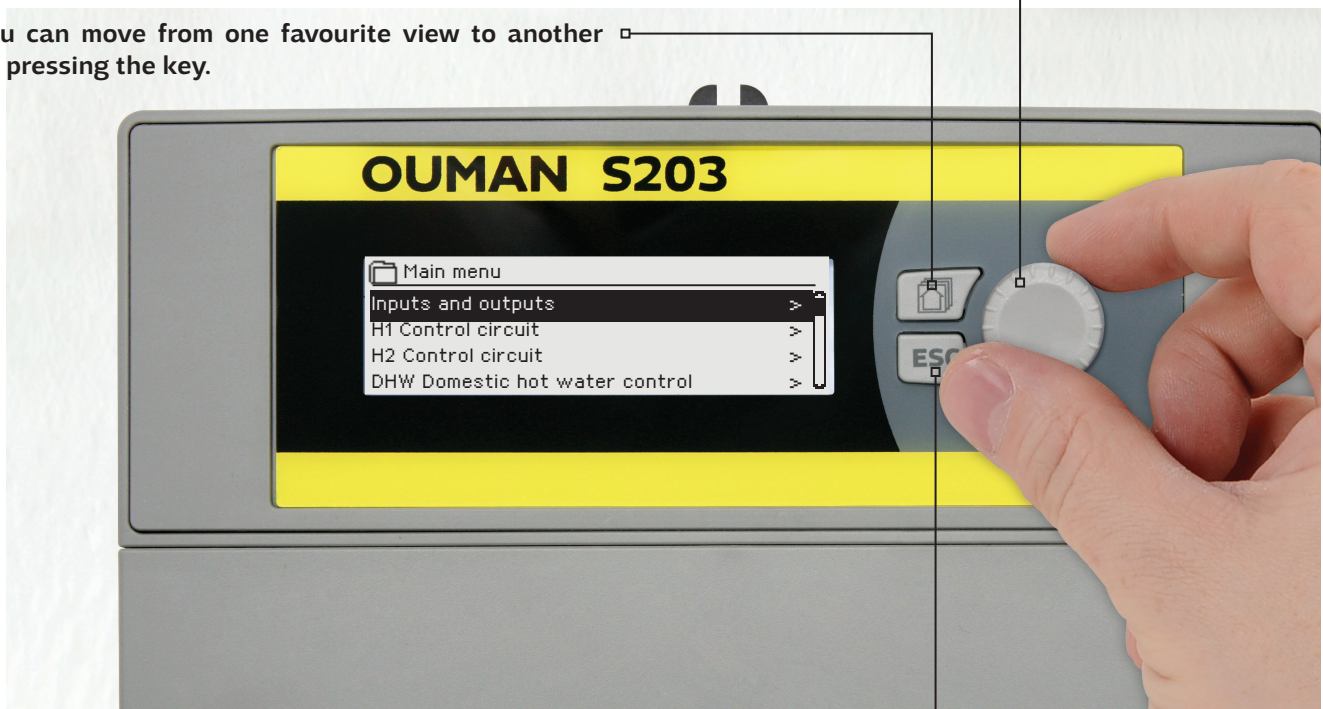 u can move from one favourite view to another
pressing the key.
OUMAN S203
Main menu
Inputs and outputs >
H1 Control circuit >
H2 Control circuit >
DHW Domestic hot water control >
ESC